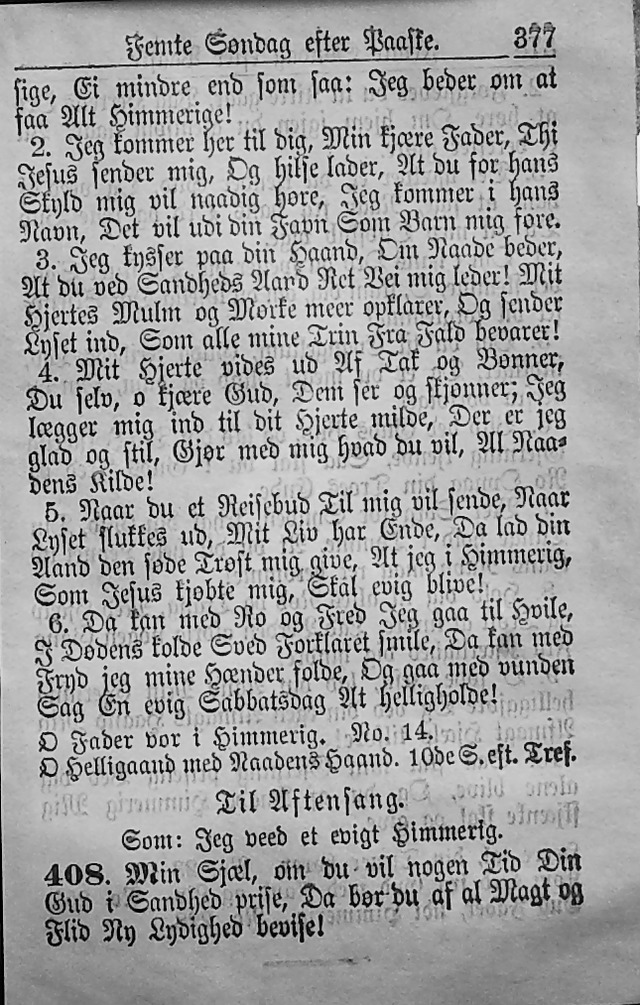 Femte Søndag efter Paaske. 377
sige, Ei mindre end som saa: Jeg beder om at
faa Alt Himmerige!
2. Jeg kommer her til dig, Min kjære Fader, Thi
Jesus sender mig, Og hilse lader, At du for hans
Skyld mig vil naadig høre, Jeg kommer i hans
Navn, Det vil udi din Favn Som Barn mig føre.
3. Jeg kysser paa din Haand, Om Naade beder,
At du ved Sandheds Aand Ret Vei mig leder! Mit
Hjertes Mulm og Mørke meer opklarer, Og sender
Lyset ind, Som alle mine Trin Fra Fald bevarer!
4. Mit Hjerte vides ud Af Tak og Bønner,
Du selv, o kjære Gud, Dem ser og skjønner; Jeg
lægger mig ind til dit Hjerte milde, Der er jeg
glad og stil, Gjør med mig hvad du vil, Al Naa-
dens Kilde!
5. Naar du et Reisebud Til mig vil sende, Naar
Lyset slukkes ud, Mit Liv har Ende, Da lad din
Aand den søde Trøst mig give, At jeg i Himmerig,
Som Jesus kjøbte mig, Skal evig blive!
6. Da kan med Ro og Fred Jeg gaa til Hvile,
I Dødens kolde Sved Forklaret smile, Da kan med
Fryd jeg mine Hænder folde, Og gaa med vunden
Sag En evig Sabbatsdag At helligholde!
O Fader vor i Himmerig. No. 14.
O Helligaand med Naadens Haand. 10de S. eft. Tref.
Til Aftensang.
Som: Jeg veed et evigt Himmerig.
408. Min Sjæl, om du vil nogen Tid Din
Gud i Sandhed prise, Da bør du af al Magt og
Flid Ny Lydighed bevise!